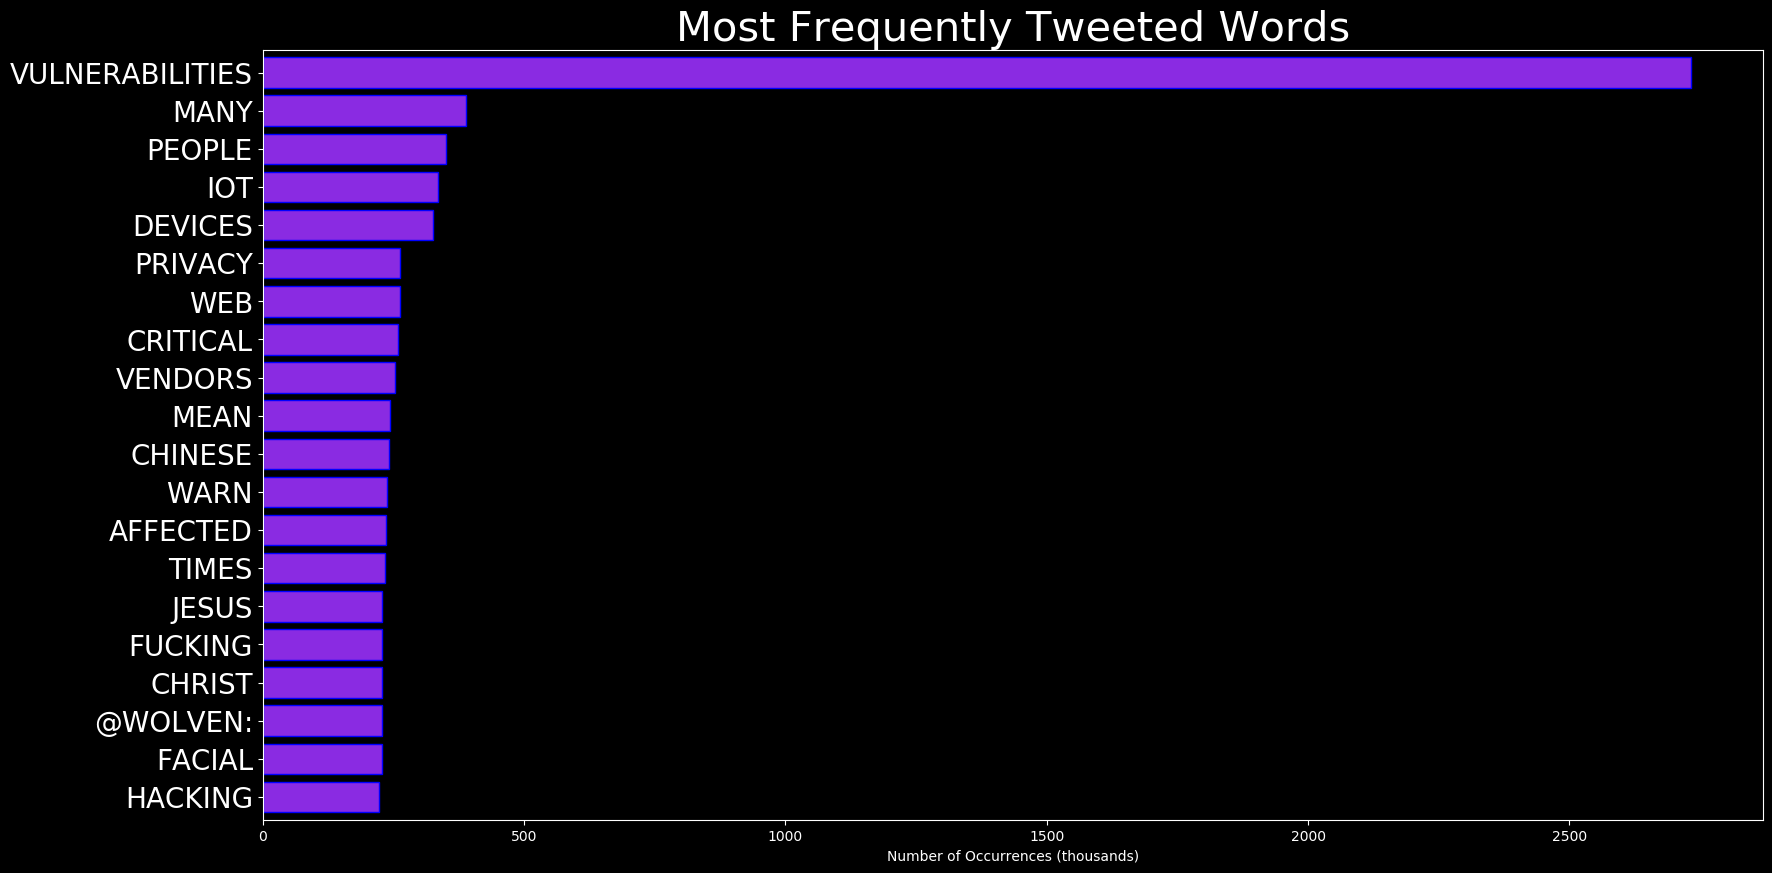 Most Frequently Tweeted Words
VULNERABILITIES
MANY
PEOPLE
IOT
DEVICES
PRIVACY
WEB
CRITICAL
VENDORS
MEAN
CHINESE
WARN
AFFECTED
TIMES
JESUS
FUCKING
CHRIST
@WOLVEN:
FACIAL
HACKING
0 500 1000 1500 2000 2500
Number of Occurrences (thousands)